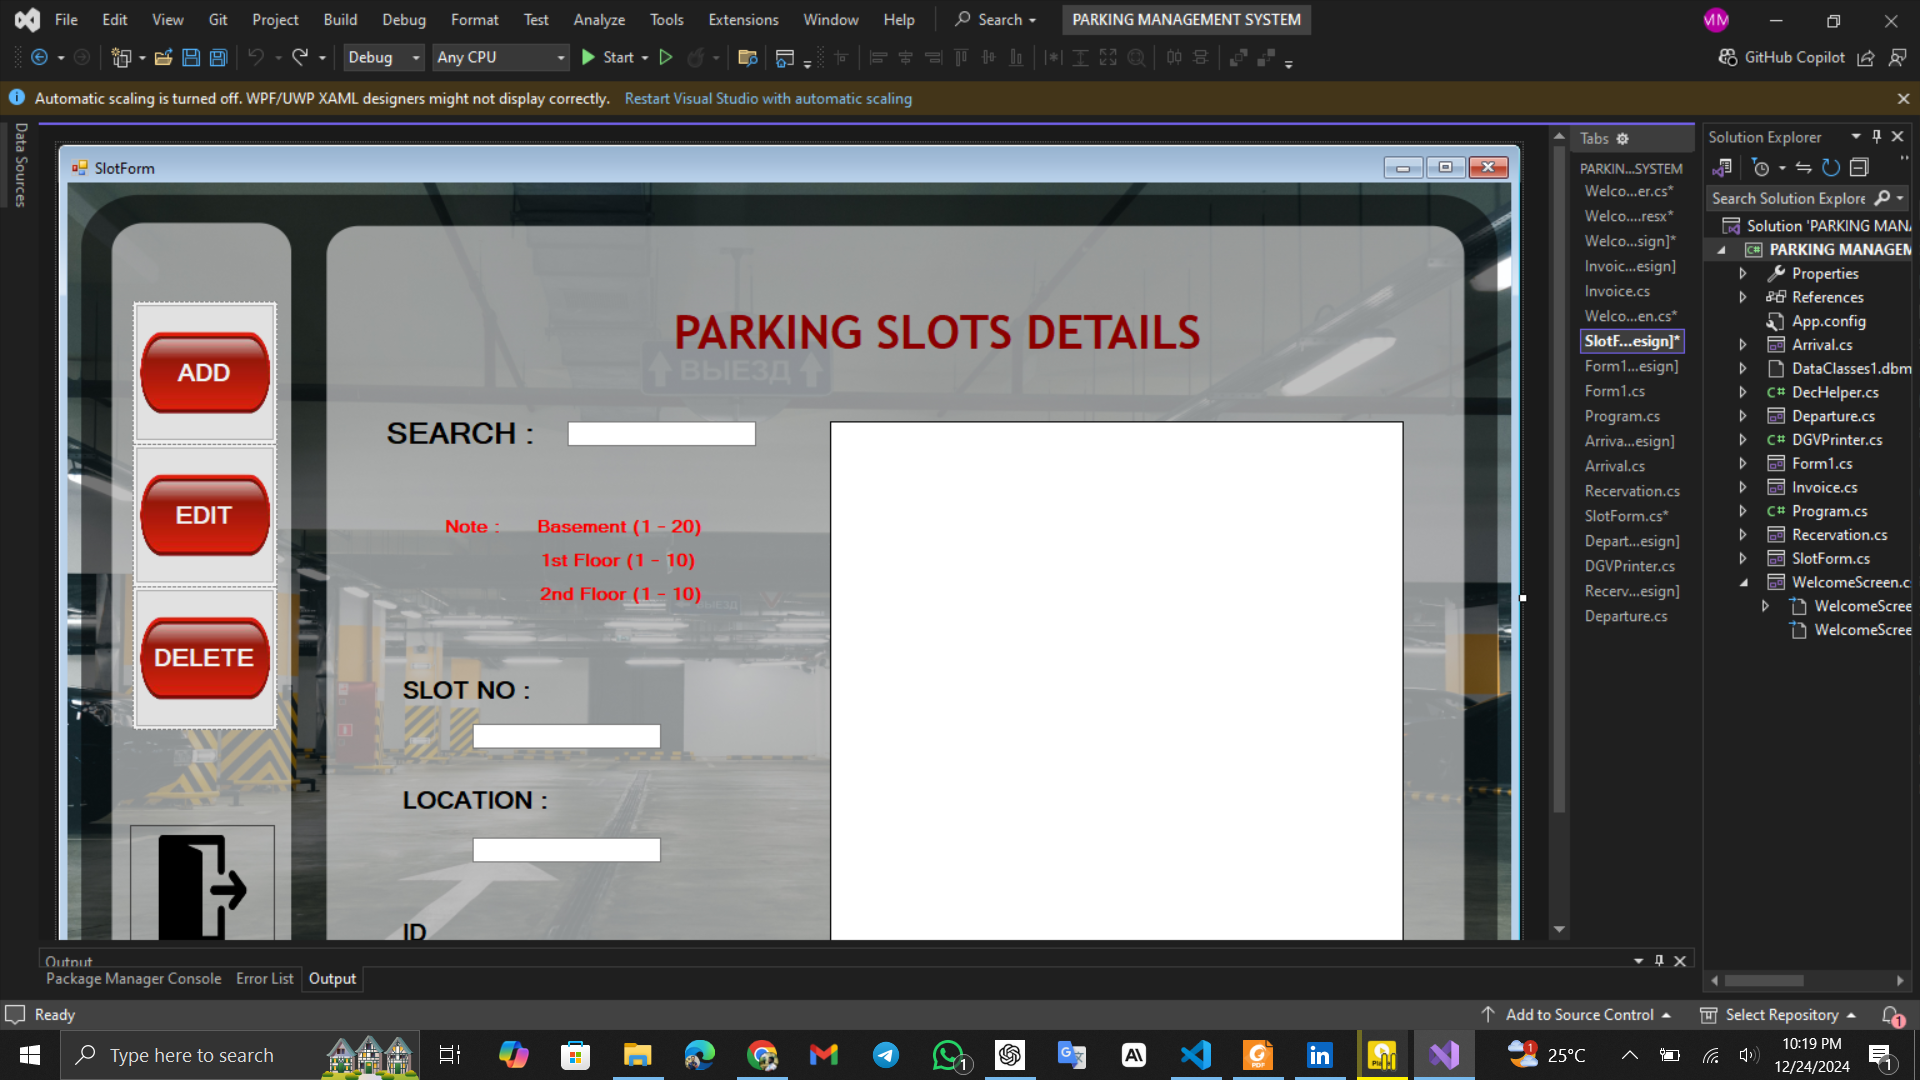 File Edit View Git Project Build Debug Format Test Analyze Tools Extensions Window Help Search PARKING MANAGEMENT SYSTEM MM
Debug Any CPU Start GitHub Copilot
Automatic scaling is turned off. WPF/UWP XAML designers might not display correctly. Restart Visual Studio with automatic scaling
Data Sources
SlotForm
ADD
EDIT
DELETE
PARKING SLOTS DETAILS
ВЫЕЗД
SEARCH :
Note : Basement (1 - 20)
1st Floor (1 - 10)
2nd Floor (1 - 10)
SLOT NO :
LOCATION :
ID
Tabs
PARKIN...SYSTEM
Welco...er.cs*
Welco....resx*
Welco...sign]*
Invoic...esign]
Invoice.cs
Welco...en.cs*
SlotF...esign]*
Form1...esign]
Form1.cs
Program.cs
Arriva...esign]
Arrival.cs
Recervation.cs
SlotForm.cs*
Depart...esign]
DGVPrinter.cs
Recerv...esign]
Departure.cs
Solution Explorer
Search Solution Explore
Solution 'PARKING MAN
PARKING MANAGEM
Properties
References
App.config
Arrival.cs
DataClasses1.dbm
C# DecHelper.cs
Departure.cs
C# DGVPrinter.cs
Form1.cs
Invoice.cs
C# Program.cs
Recervation.cs
SlotForm.cs
WelcomeScreen.c
WelcomeScree
WelcomeScree
Output
Package Manager Console Error List Output
Ready Add to Source Control Select Repository 1
Type here to search 1 25°C 10:19 PM
12/24/2024 1